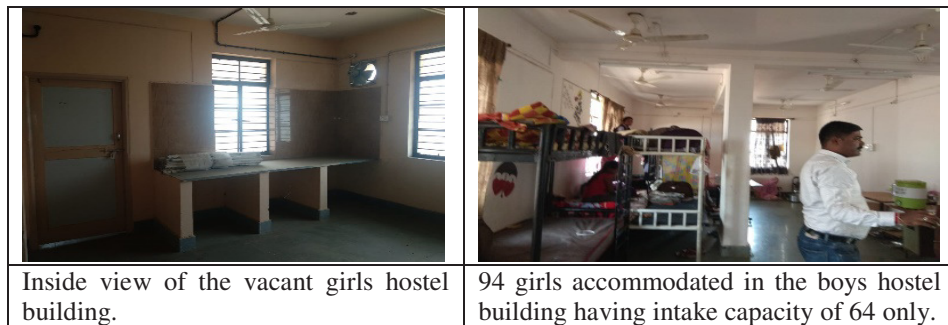 Inside view of the vacant girls hostel
building.
94 girls accommodated in the boys hostel
building having intake capacity of 64 only.